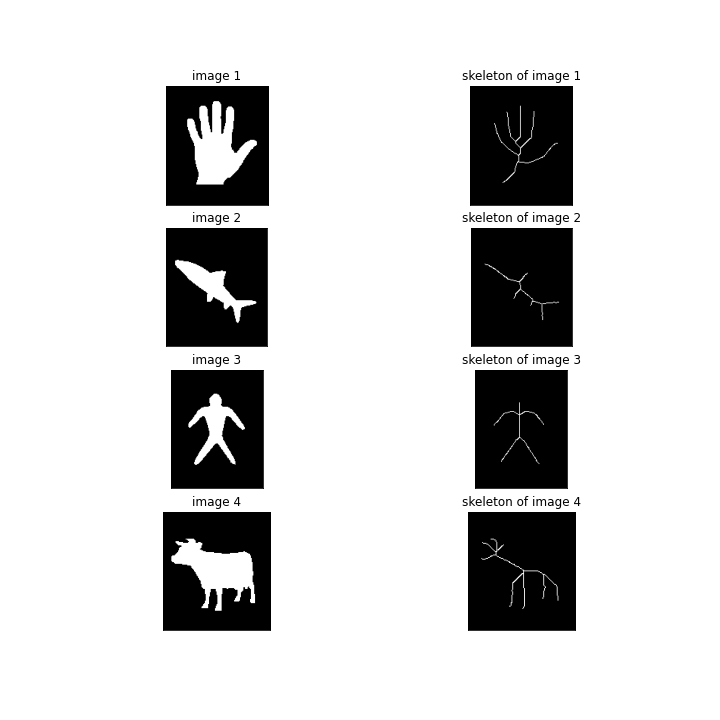 image 1
skeleton of image 1
image 2
skeleton of image 2
image 3
skeleton of image 3
image 4
skeleton of image 4